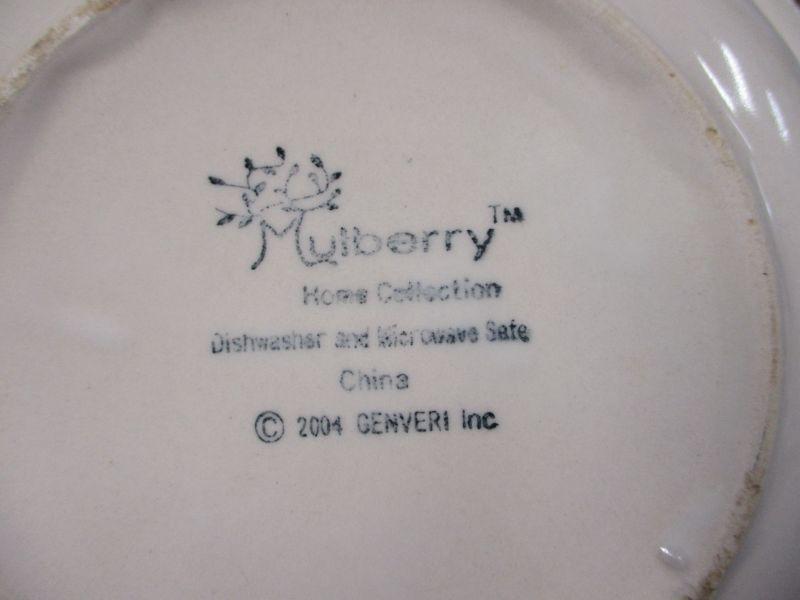 Mulberry™
Home Collection
Dishwasher and Microwave Safe
China
© 2004 GENVERI Inc